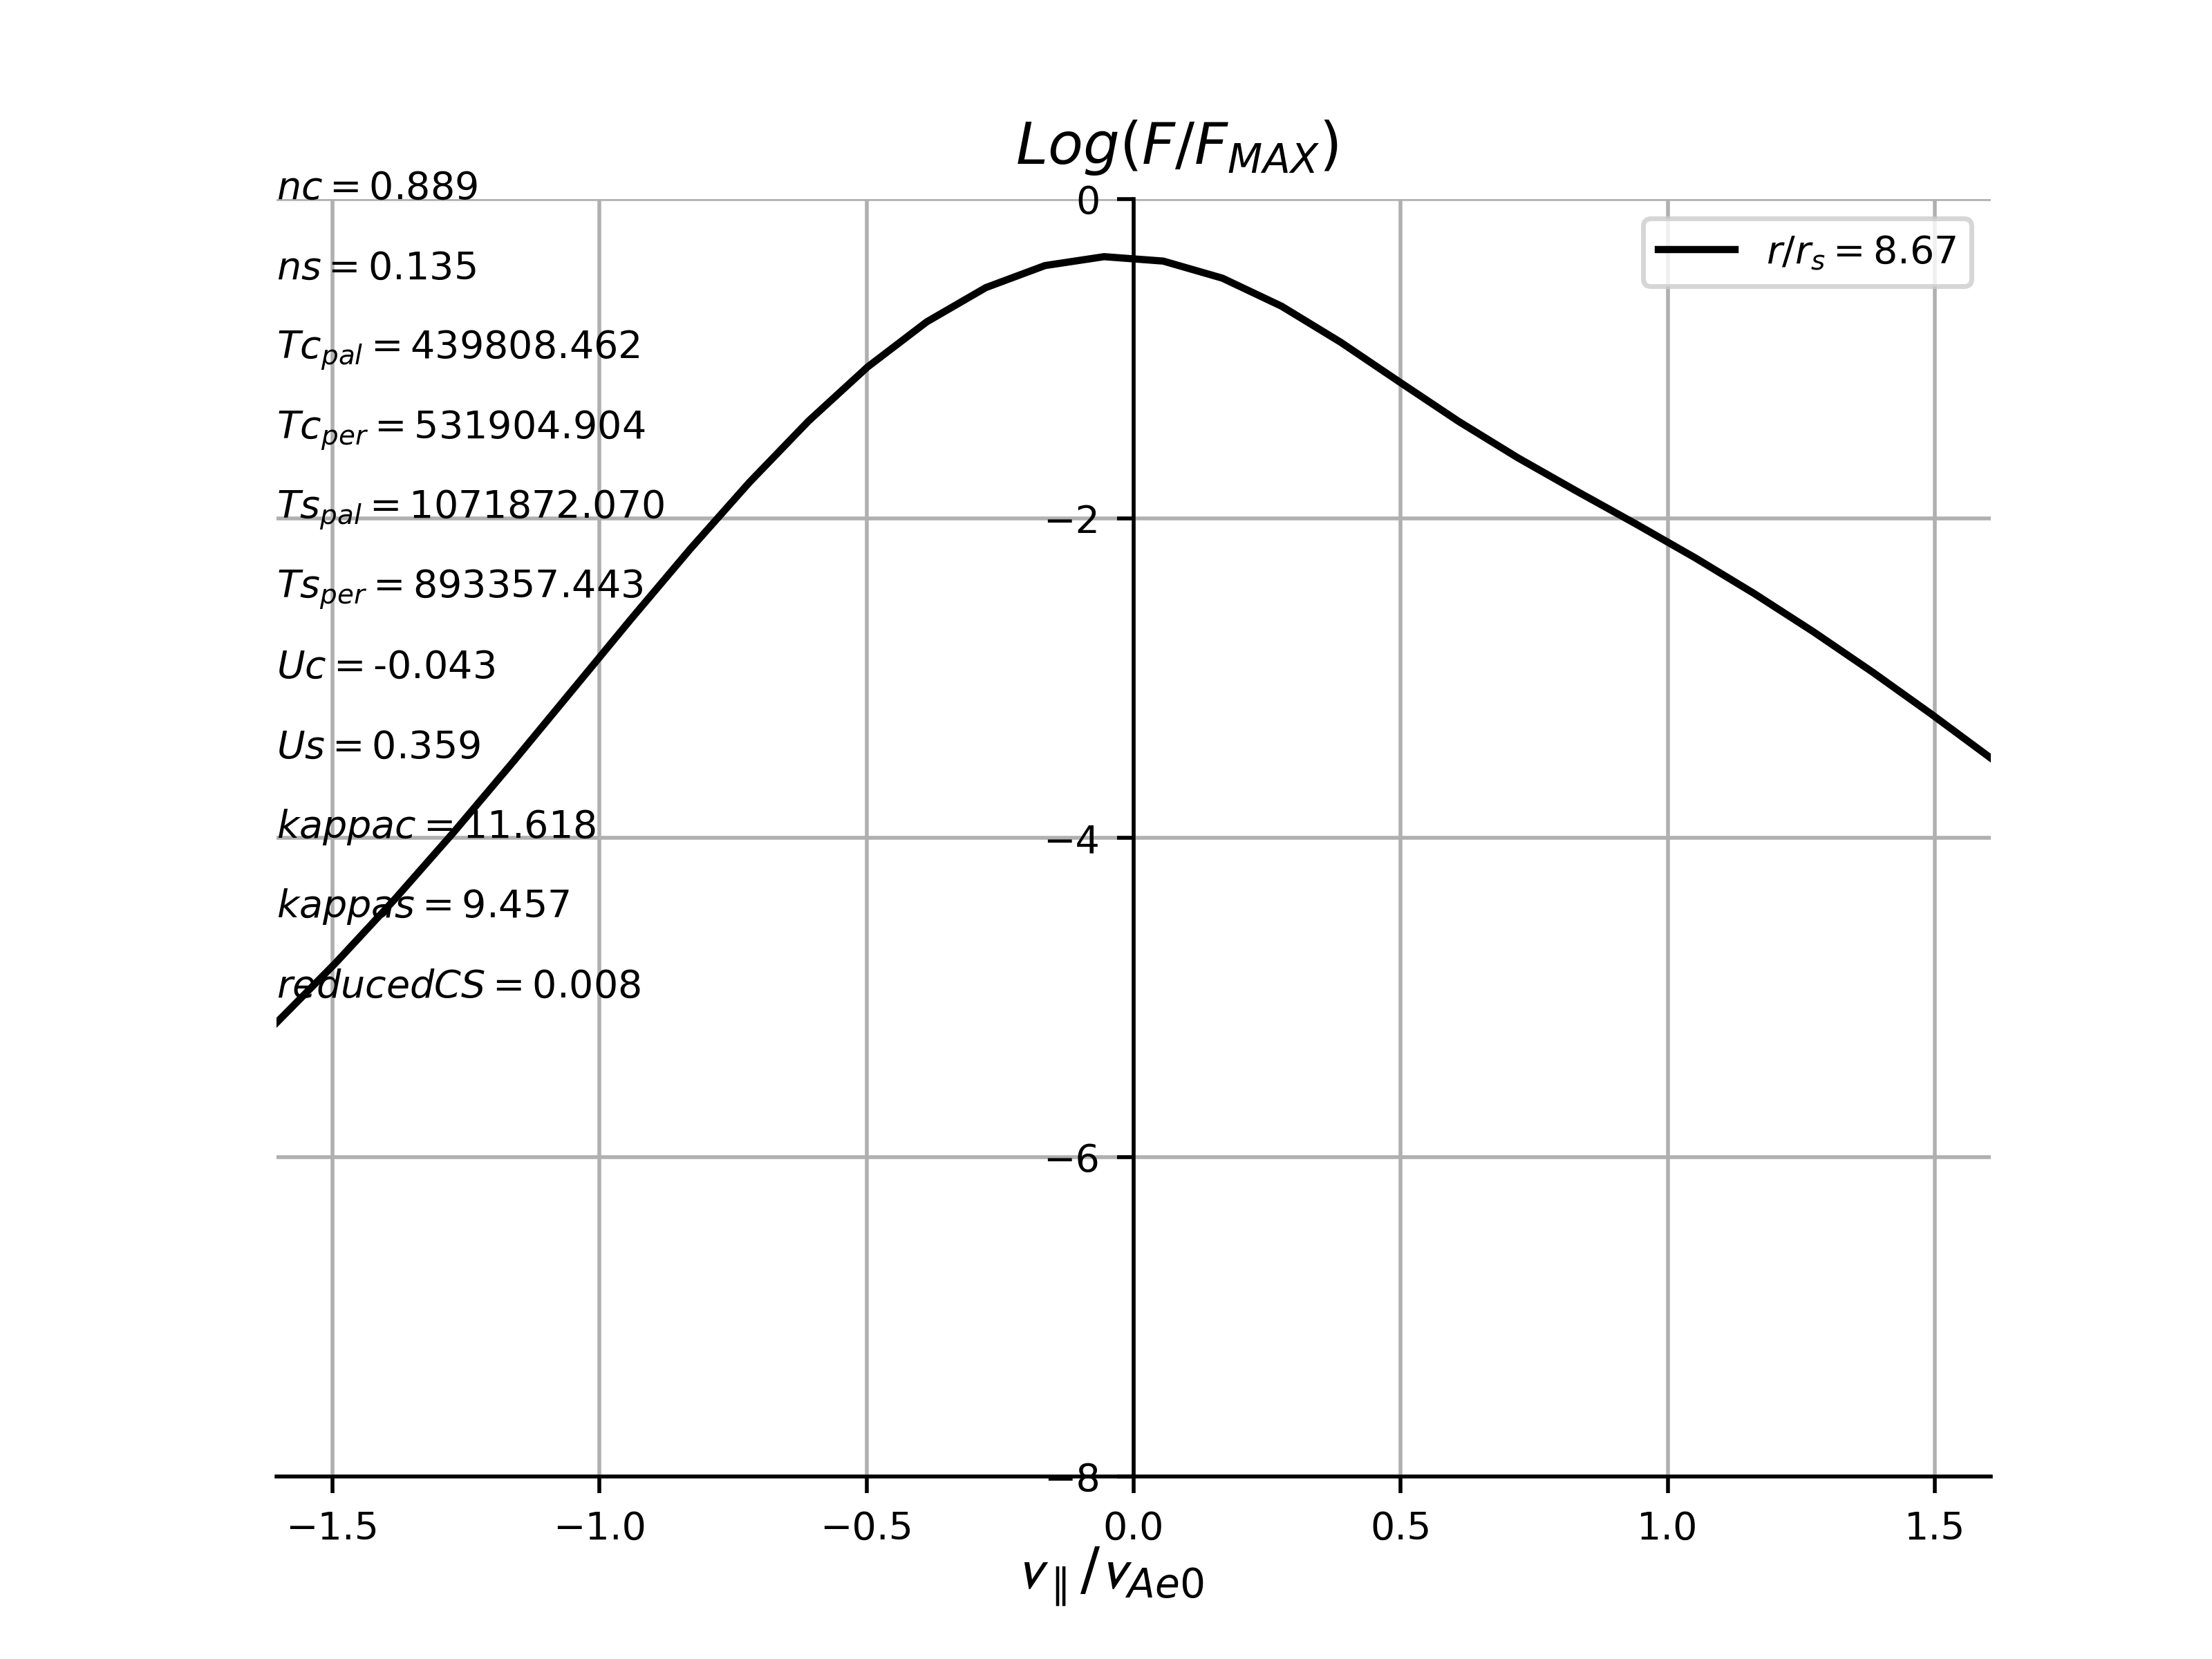 Log(F/F_MAX)
nc = 0.889
0
r/r_s = 8.67
ns = 0.135
Tc_pal = 439808.462
Tc_per = 531904.904
Ts_pal = 1071872.070
−2
Ts_per = 893357.443
Uc = -0.043
Us = 0.359
kappac = 11.618
−4
kappas = 9.457
reducedCS = 0.008
−6
−8
−1.5 −1.0 −0.5 0.0 0.5 1.0 1.5
v_∥/v_Ae0